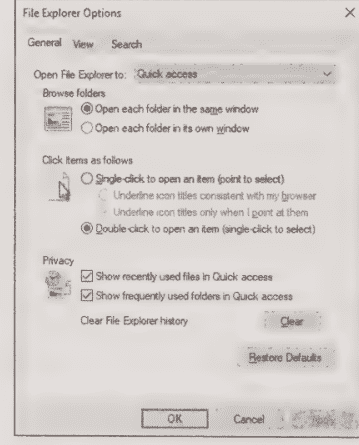 File Explorer Options
General View Search
Open File Explorer to: Quick access
Browse folders
Open each folder in the same window
Open each folder in its own window
Click items as follows
Single-click to open an item (point to select)
Underline icon titles consistent with my browser
Underline icon titles only when I point at them
Double-click to open an item (single-click to select)
Privacy
Show recently used files in Quick access
Show frequently used folders in Quick access
Clear File Explorer history Clear
Restore Defaults
OK Cancel Apply